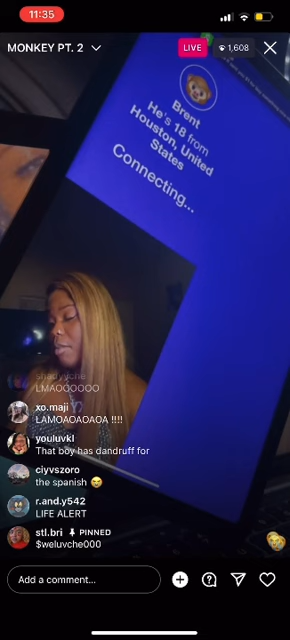 11:35
MONKEY PT. 2
LIVE
1,608
Brent
He's 18 from
Houston, United
States
Connecting...
LMAOOOOOO
xo.maji
LAMOAOAOAOA !!!!
youluvkl
That boy has dandruff for
ciyvszoro
the spanish 😂
r.and.y542
LIFE ALERT
stl.bri PINNED
$weluvche000
Add a comment...